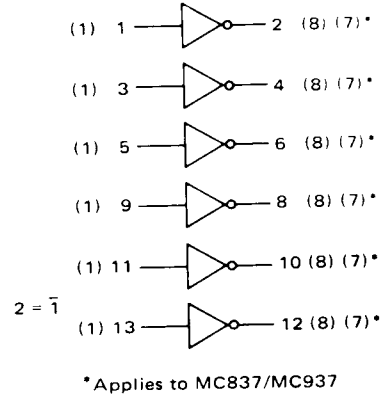 (1) 1 2 (8) (7)*
(1) 3 4 (8) (7)*
(1) 5 6 (8) (7)*
(1) 9 8 (8) (7)*
(1) 11 10 (8) (7)*
2 = 1̅
(1) 13 12 (8) (7)*
*Applies to MC837/MC937